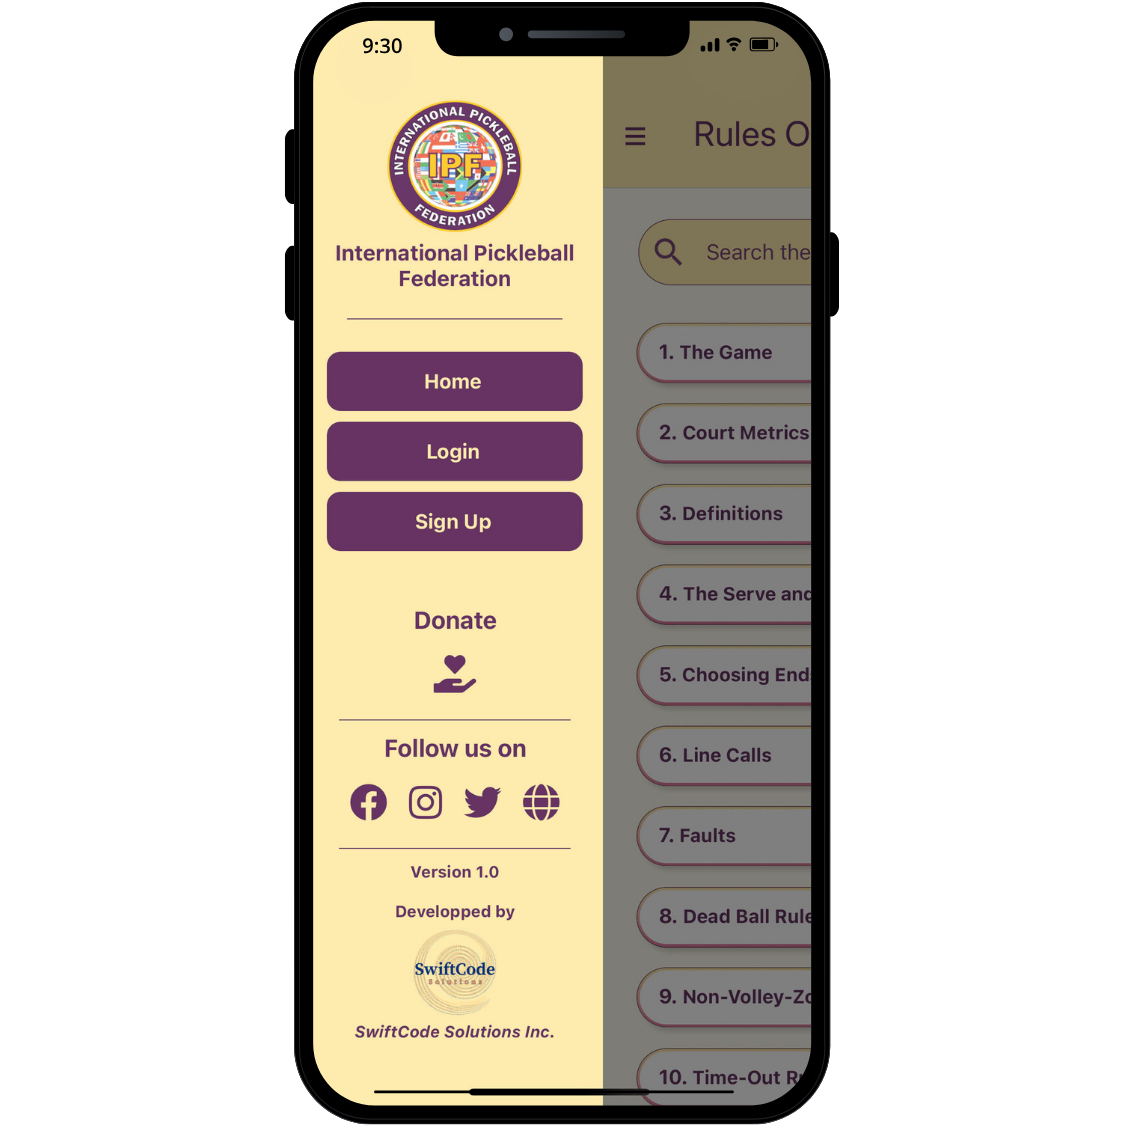 9:30
INTERNATIONAL PICKLEBALL
IPF
FEDERATION
International Pickleball
Federation
Home
Login
Sign Up
Donate
Follow us on
Version 1.0
Developped by
SwiftCode
Solutions
SwiftCode Solutions Inc.
Rules O
Search the
1. The Game
2. Court Metrics
3. Definitions
4. The Serve and
5. Choosing End
6. Line Calls
7. Faults
8. Dead Ball Rule
9. Non-Volley-Zo
10. Time-Out R